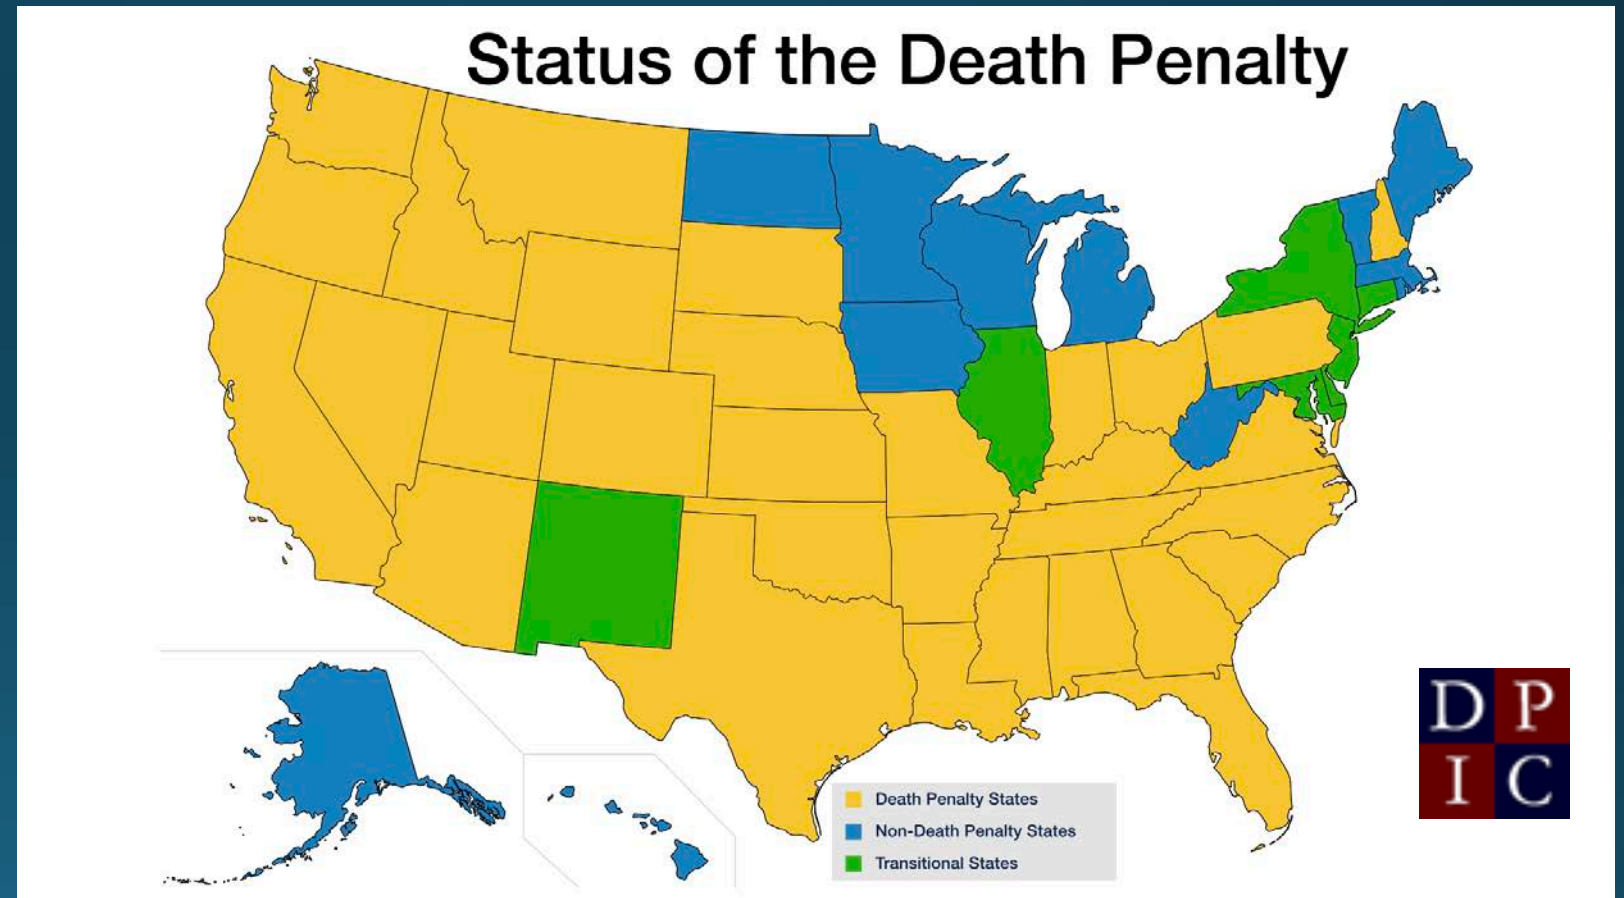 Status of the Death Penalty
D P
I C
Death Penalty States
Non-Death Penalty States
Transitional States